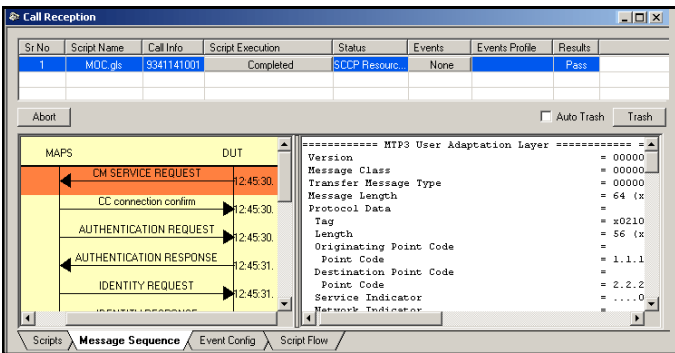 Call Reception
Sr No Script Name Call Info Script Execution Status Events Events Profile Results
1 MOC.gls 9341141001 Completed SCCP Resourc... None Pass
Abort Auto Trash Trash
MAPS DUT
CM SERVICE REQUEST
12:45:30.
CC connection confirm
12:45:30.
AUTHENTICATION REQUEST
12:45:30.
AUTHENTICATION RESPONSE
12:45:31.
IDENTITY REQUEST
12:45:31.
============ MTP3 User Adaptation Layer ============ =
Version = 00000
Message Class = 00000
Transfer Message Type = 00000
Message Length = 64 (x
Protocol Data =
Tag = x0210
Length = 56 (x
Originating Point Code =
Point Code = 1.1.1
Destination Point Code =
Point Code = 2.2.2
Service Indicator = ....0
Network Indicator =
Scripts Message Sequence Event Config Script Flow